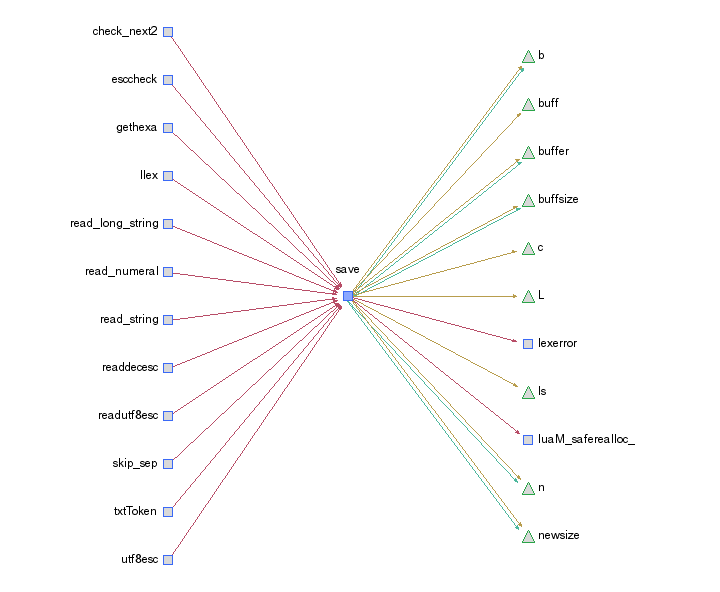 check_next2
esccheck
gethexa
llex
read_long_string
read_numeral
read_string
readdecesc
readutf8esc
skip_sep
txtToken
utf8esc
save
b
buff
buffer
buffsize
c
L
lexerror
ls
luaM_saferealloc_
n
newsize